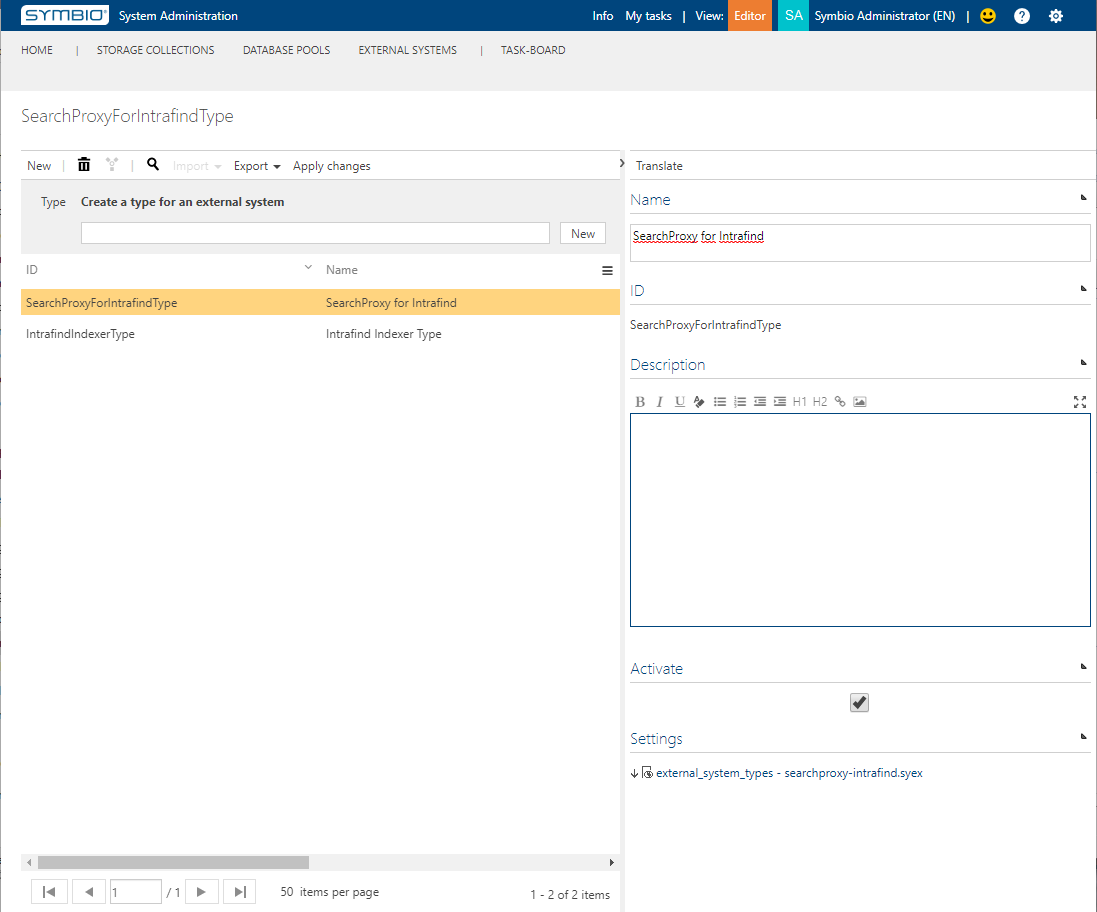 SYMBIO® System Administration Info My tasks | View: Editor SA Symbio Administrator (EN) | ?
HOME | STORAGE COLLECTIONS DATABASE POOLS EXTERNAL SYSTEMS | TASK-BOARD
SearchProxyForIntrafindType
New | | Import Export Apply changes
Type Create a type for an external system
New
ID Name
SearchProxyForIntrafindType SearchProxy for Intrafind
IntrafindIndexerType Intrafind Indexer Type
1 / 1 50 items per page 1 - 2 of 2 items
Translate
Name
SearchProxy for Intrafind
ID
SearchProxyForIntrafindType
Description
B I U H1 H2
Activate
Settings
external_system_types - searchproxy-intrafind.syex